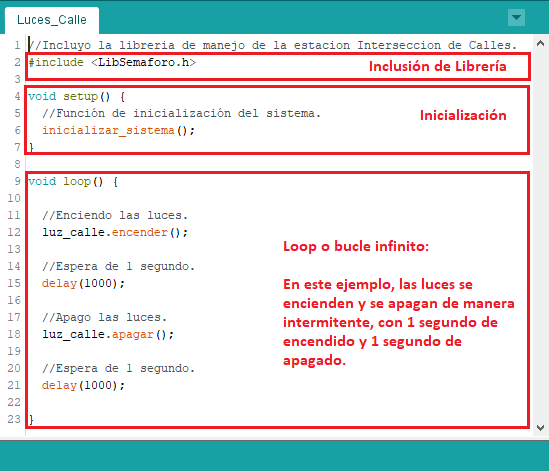 Luces_Calle
1 //Incluyo la libreria de manejo de la estacion Interseccion de Calles.
2 #include <LibSemaforo.h>
Inclusión de Librería
3
4 void setup() {
5 //Función de inicialización del sistema.
Inicialización
6 inicializar_sistema();
7 }
8
9 void loop() {
10
11 //Enciendo las luces.
12 luz_calle.encender();
13
Loop o bucle infinito:
14 //Espera de 1 segundo.
15 delay(1000);
En este ejemplo, las luces se
16
encienden y se apagan de manera
17 //Apago las luces.
intermitente, con 1 segundo de
18 luz_calle.apagar();
encendido y 1 segundo de
19
apagado.
20 //Espera de 1 segundo.
21 delay(1000);
22
23 }